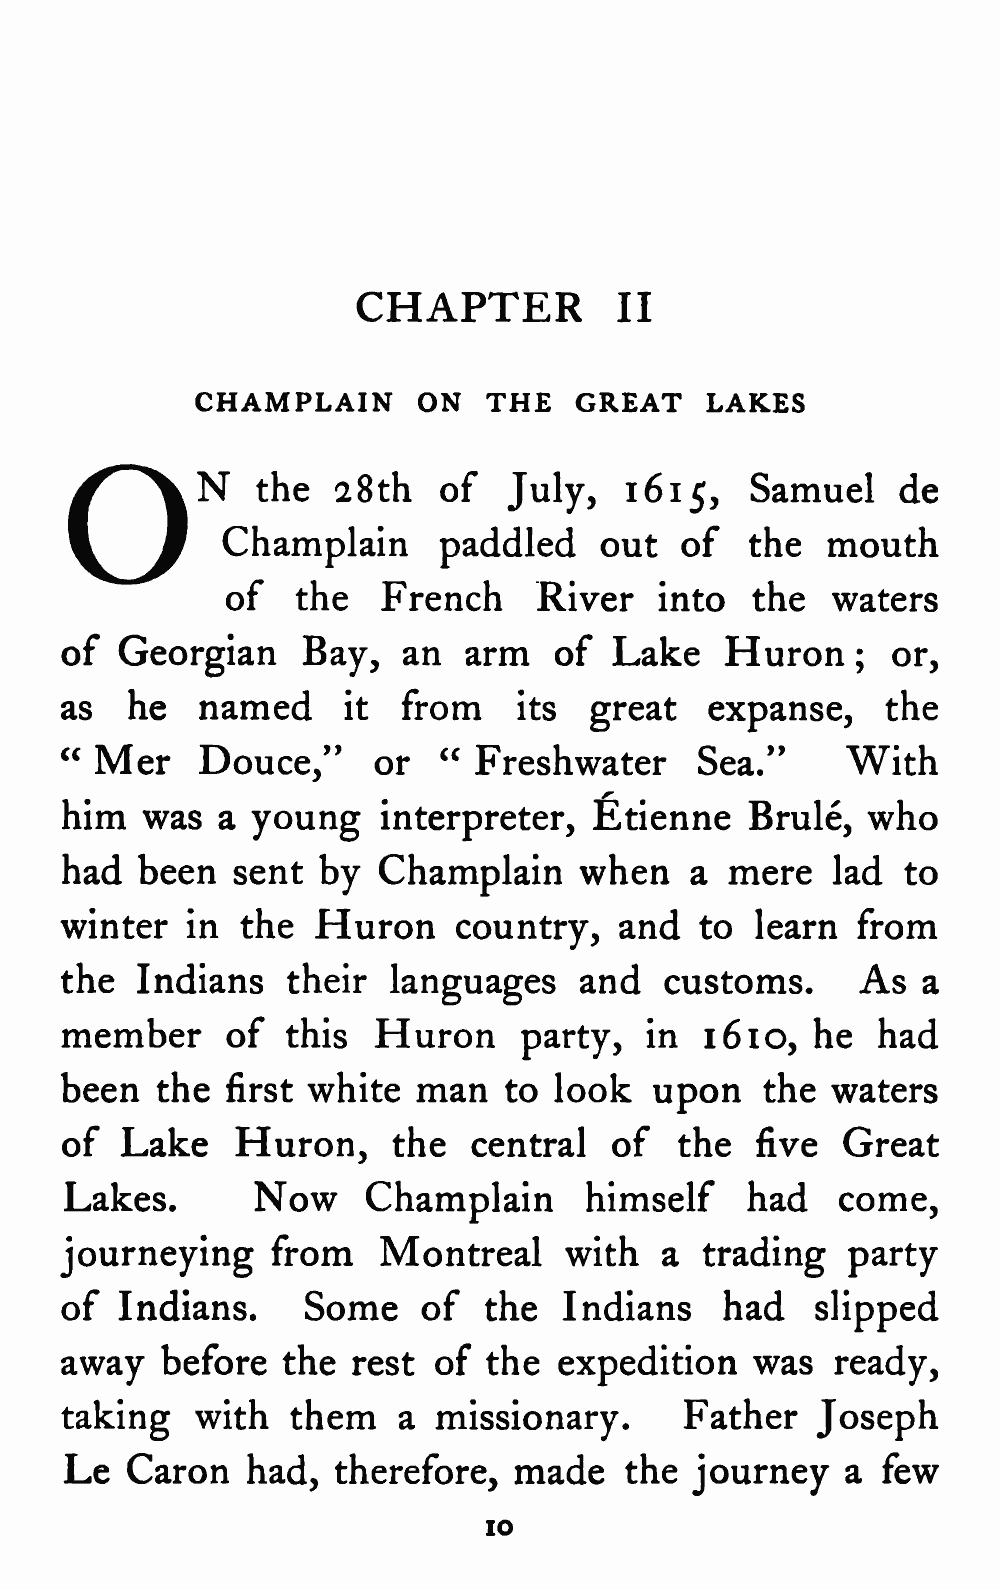 CHAPTER II
CHAMPLAIN ON THE GREAT LAKES
ON the 28th of July, 1615, Samuel de
Champlain paddled out of the mouth
of the French River into the waters
of Georgian Bay, an arm of Lake Huron; or,
as he named it from its great expanse, the
“Mer Douce,” or “Freshwater Sea.” With
him was a young interpreter, Étienne Brulé, who
had been sent by Champlain when a mere lad to
winter in the Huron country, and to learn from
the Indians their languages and customs. As a
member of this Huron party, in 1610, he had
been the first white man to look upon the waters
of Lake Huron, the central of the five Great
Lakes. Now Champlain himself had come,
journeying from Montreal with a trading party
of Indians. Some of the Indians had slipped
away before the rest of the expedition was ready,
taking with them a missionary. Father Joseph
Le Caron had, therefore, made the journey a few
10